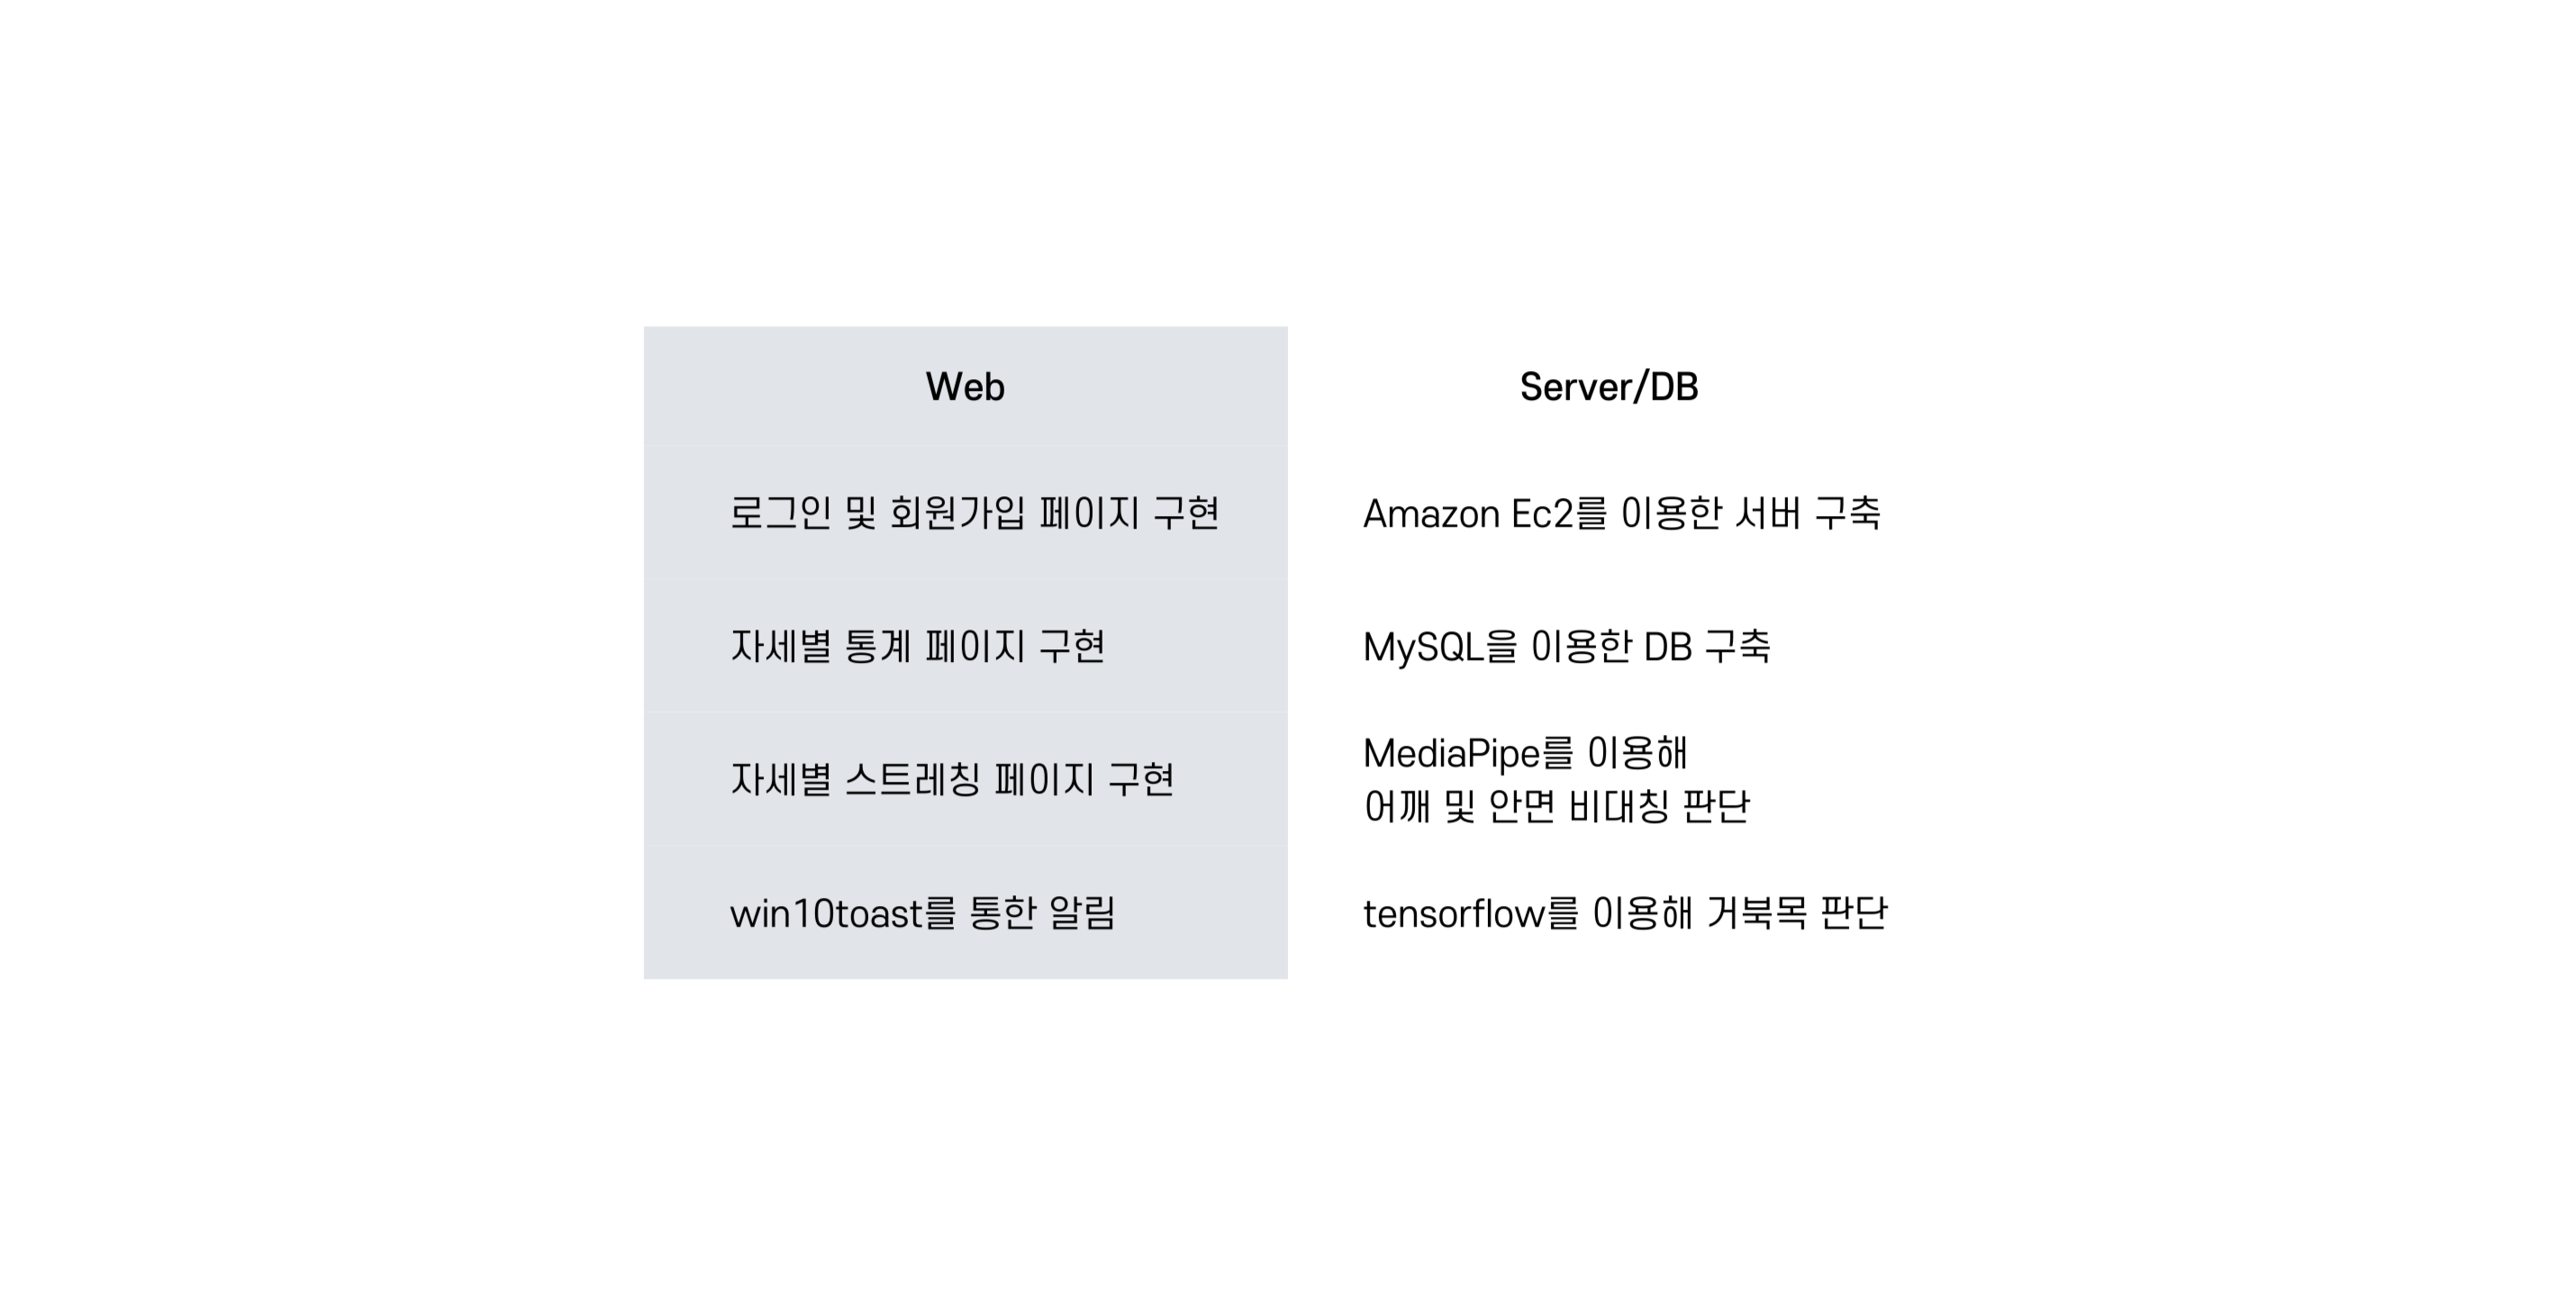 Web
Server/DB
로그인 및 회원가입 페이지 구현
Amazon Ec2를 이용한 서버 구축
자세별 통계 페이지 구현
MySQL을 이용한 DB 구축
자세별 스트레칭 페이지 구현
MediaPipe를 이용해
어깨 및 안면 비대칭 판단
win10toast를 통한 알림
tensorflow를 이용해 거북목 판단